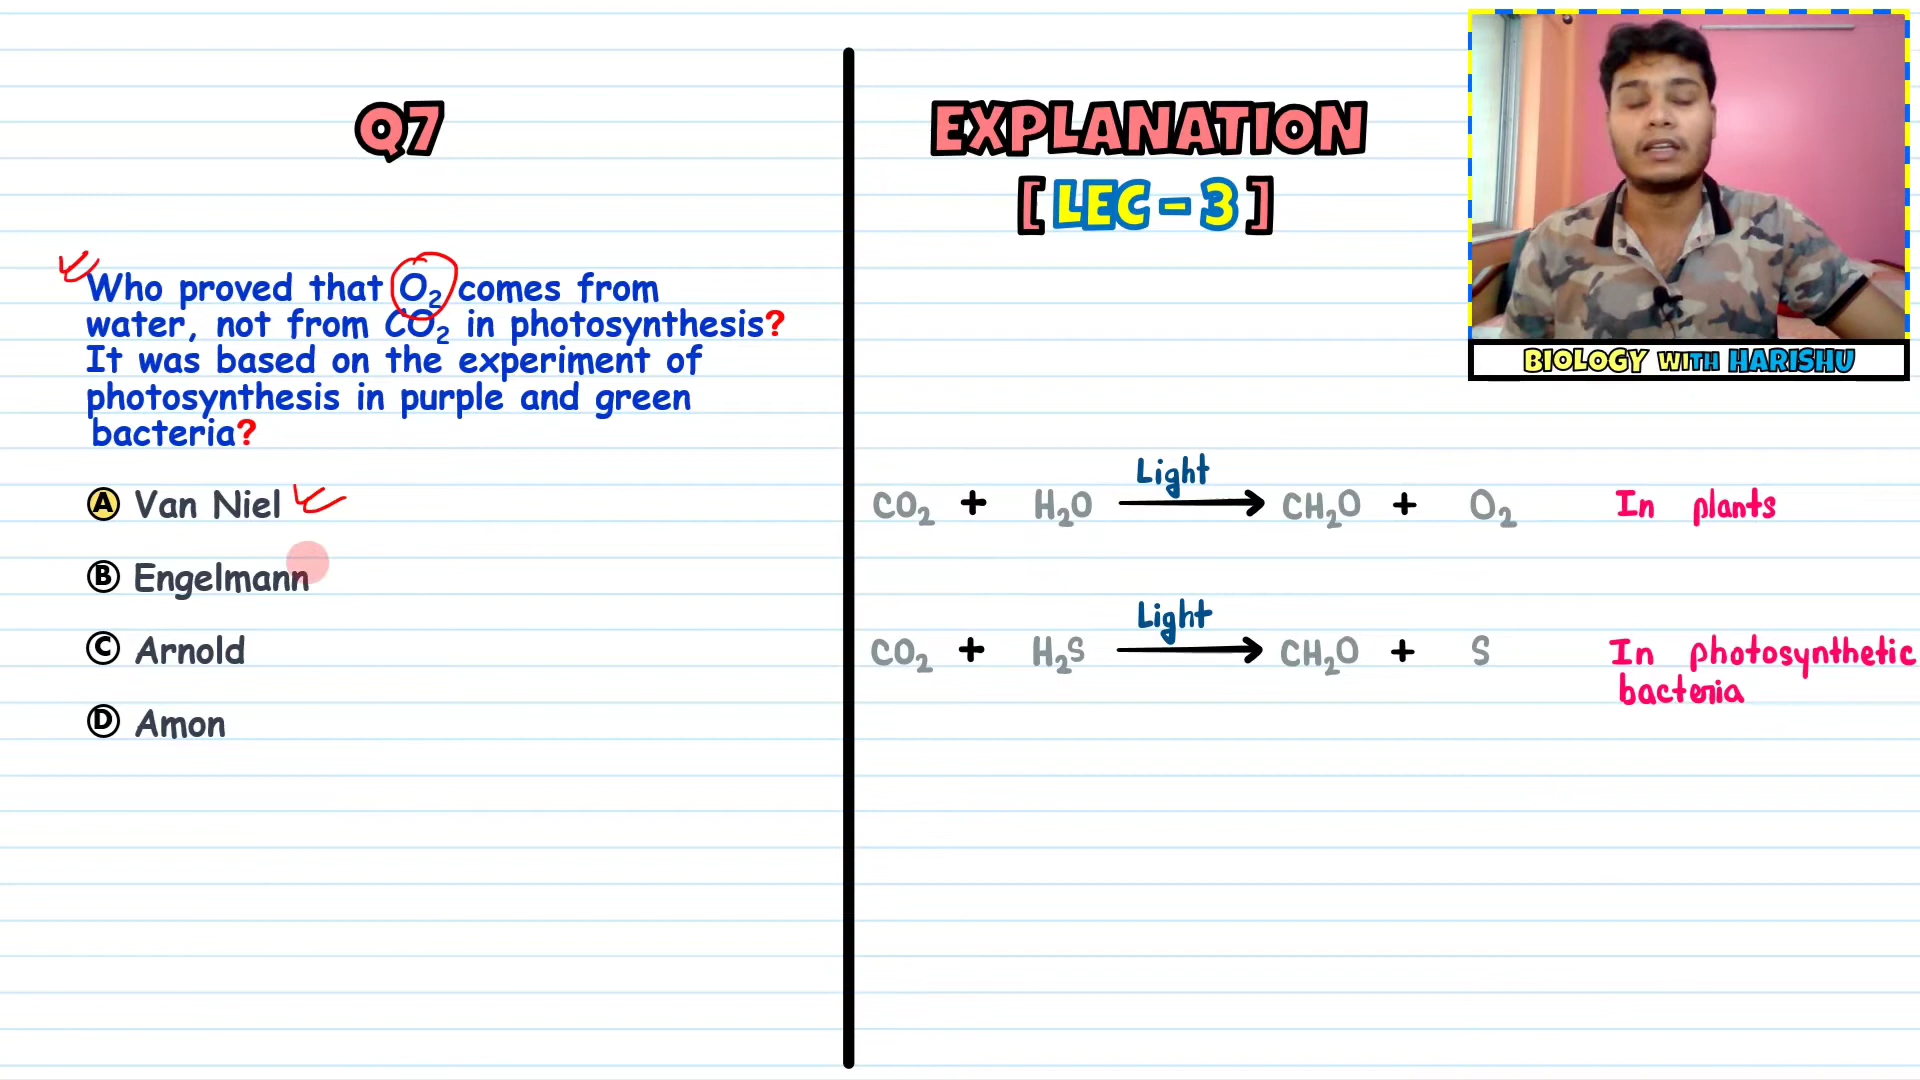 Q7
Who proved that O₂ comes from
water, not from CO₂ in photosynthesis?
It was based on the experiment of
photosynthesis in purple and green
bacteria?
Ⓐ Van Niel
Ⓑ Engelmann
Ⓒ Arnold
Ⓓ Amon
EXPLANATION
[ LEC - 3 ]
BIOLOGY WITH HARISHU
Light
CO₂ + H₂O → CH₂O + O₂ In plants
Light
CO₂ + H₂S → CH₂O + S In photosynthetic
bacteria